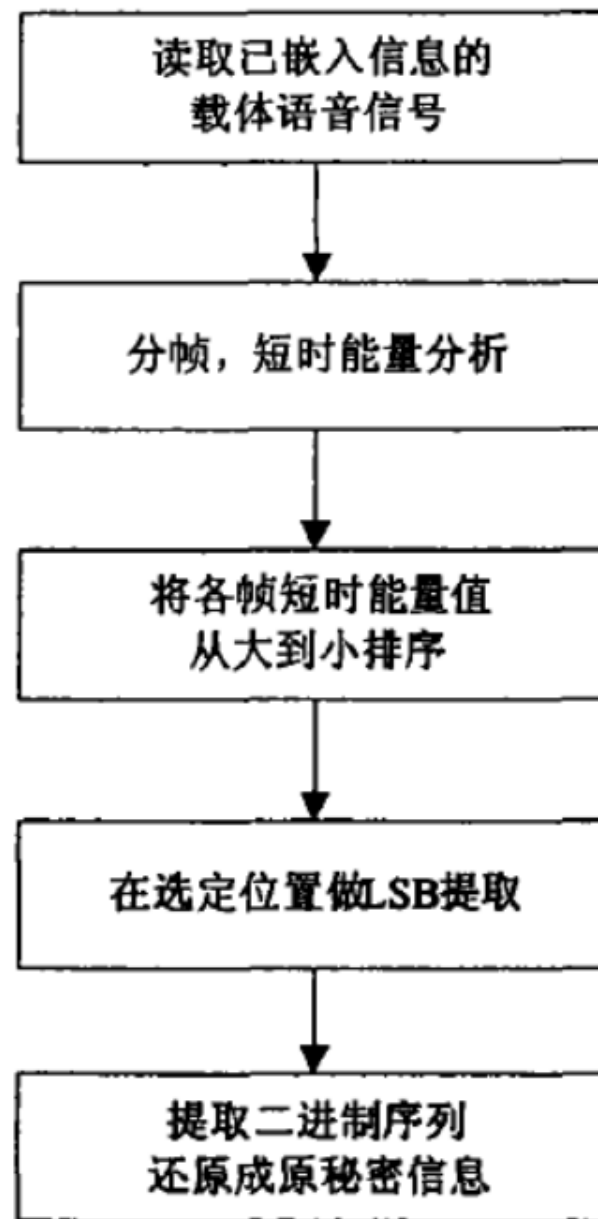 读取已嵌入信息的
载体语音信号
分帧，短时能量分析
将各帧短时能量值
从大到小排序
在选定位置做LSB提取
提取二进制序列
还原成原秘密信息